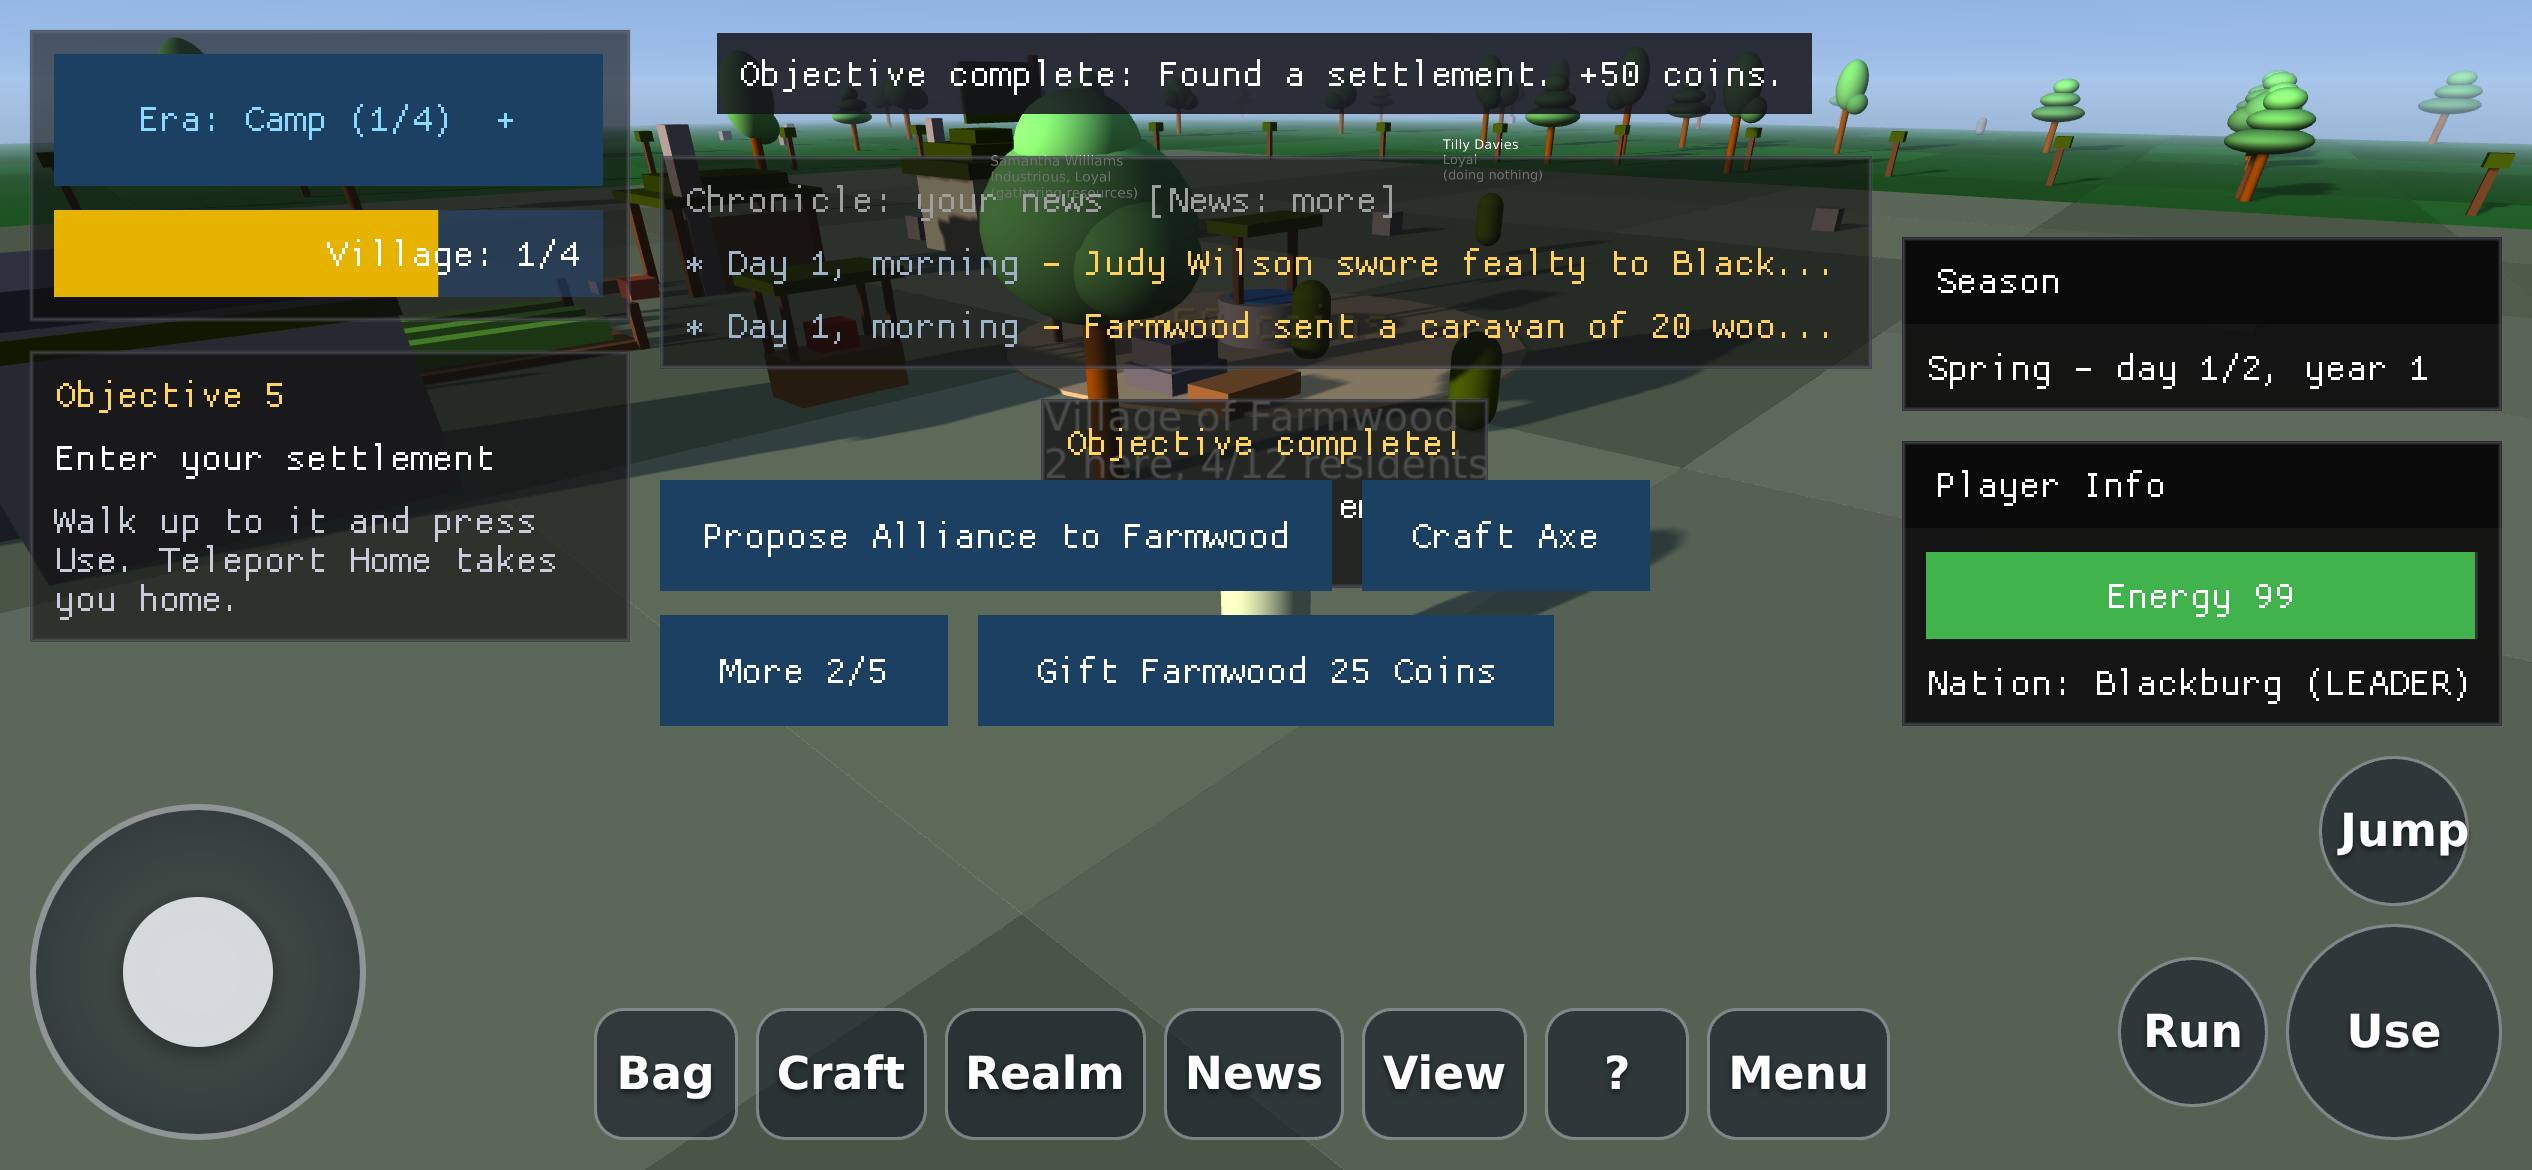 Objective complete: Found a settlement. +50 coins.
Era: Camp (1/4) +
Village: 1/4
Samantha Williams
Industrious, Loyal
(gathering resources)
Tilly Davies
Loyal
(doing nothing)
Chronicle: your news [News: more]
* Day 1, morning - Judy Wilson swore fealty to Black...
* Day 1, morning - Farmwood sent a caravan of 20 woo...
Season
Spring - day 1/2, year 1
Objective 5
Enter your settlement
Walk up to it and press
Use. Teleport Home takes
you home.
Village of Farmwood
Objective complete!
2 here, 4/12 residents
Player Info
Energy 99
Nation: Blackburg (LEADER)
Propose Alliance to Farmwood
Craft Axe
More 2/5
Gift Farmwood 25 Coins
Jump
Run
Use
Bag
Craft
Realm
News
View
?
Menu